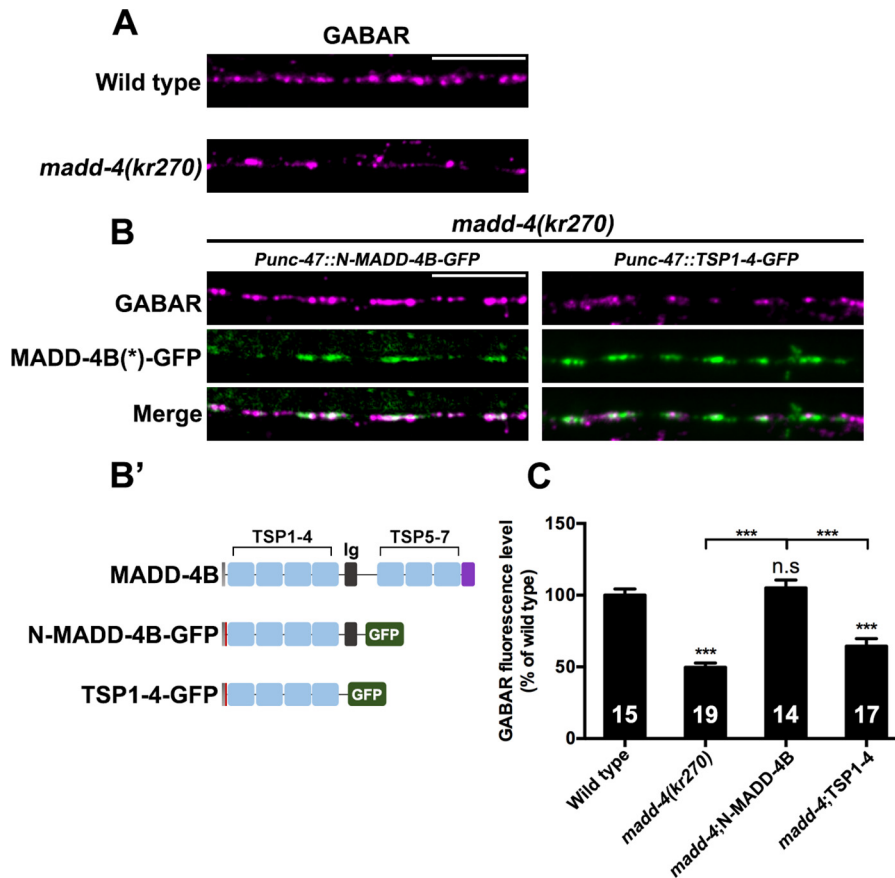 A
GABAR
Wild type
madd-4(kr270)
B
madd-4(kr270)
Punc-47::N-MADD-4B-GFP
Punc-47::TSP1-4-GFP
GABAR
MADD-4B(*)-GFP
Merge
B’
TSP1-4
Ig
TSP5-7
MADD-4B
N-MADD-4B-GFP
GFP
TSP1-4-GFP
GFP
C
GABAR fluorescence level
(% of wild type)
150
100
50
0
***
***
n.s
***
***
15
19
14
17
Wild type
madd-4(kr270)
madd-4;N-MADD-4B
madd-4;TSP1-4